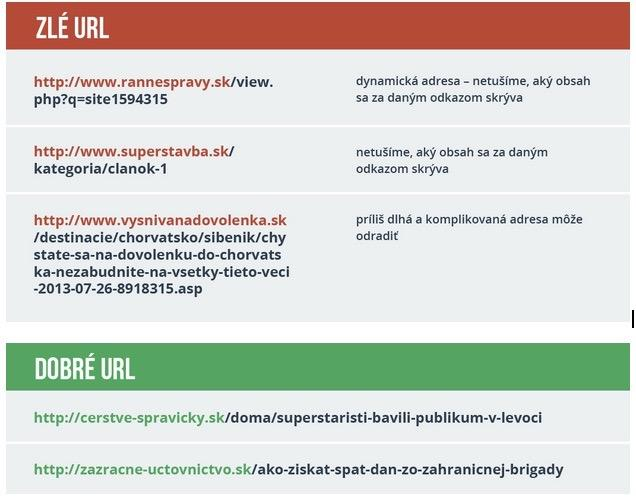 ZLÉ URL
http://www.rannespravy.sk/view.
php?q=site1594315
dynamická adresa – netušíme, aký obsah
sa za daným odkazom skrýva
http://www.superstavba.sk/
kategoria/clanok-1
netušíme, aký obsah sa za daným
odkazom skrýva
http://www.vysnivanadovolenka.sk
/destinacie/chorvatsko/sibenik/chy
state-sa-na-dovolenku-do-chorvats
ka-nezabudnite-na-vsetky-tieto-veci
-2013-07-26-8918315.asp
príliš dlhá a komplikovaná adresa môže
odradiť
DOBRÉ URL
http://cerstve-spravicky.sk/doma/superstaristi-bavili-publikum-v-levoci
http://zazracne-uctovnictvo.sk/ako-ziskat-spat-dan-zo-zahranicnej-brigady